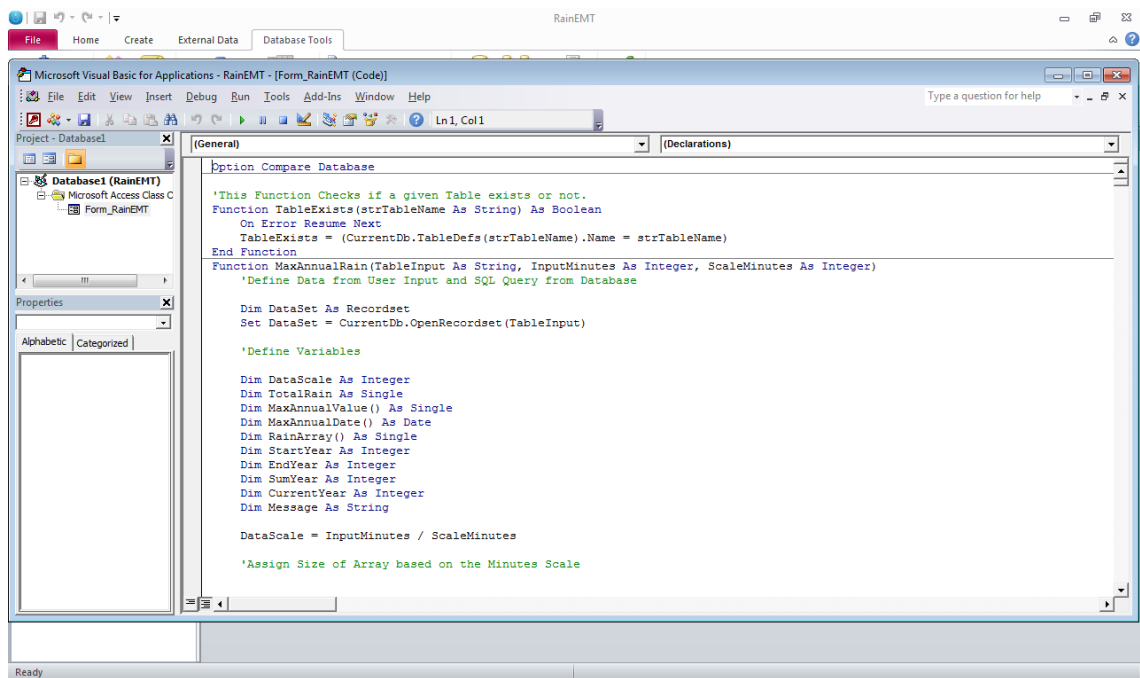 RainEMT
File Home Create External Data Database Tools
Microsoft Visual Basic for Applications - RainEMT - [Form_RainEMT (Code)]
File Edit View Insert Debug Run Tools Add-Ins Window Help Type a question for help
Ln 1, Col 1
Project - Database1
(General) (Declarations)
Database1 (RainEMT)
Microsoft Access Class C
Form_RainEMT
Properties
Alphabetic Categorized
Option Compare Database
'This Function Checks if a given Table exists or not.
Function TableExists(strTableName As String) As Boolean
On Error Resume Next
TableExists = (CurrentDb.TableDefs(strTableName).Name = strTableName)
End Function
Function MaxAnnualRain(TableInput As String, InputMinutes As Integer, ScaleMinutes As Integer)
'Define Data from User Input and SQL Query from Database
Dim DataSet As Recordset
Set DataSet = CurrentDb.OpenRecordset(TableInput)
'Define Variables
Dim DataScale As Integer
Dim TotalRain As Single
Dim MaxAnnualValue() As Single
Dim MaxAnnualDate() As Date
Dim RainArray() As Single
Dim StartYear As Integer
Dim EndYear As Integer
Dim SumYear As Integer
Dim CurrentYear As Integer
Dim Message As String
DataScale = InputMinutes / ScaleMinutes
'Assign Size of Array based on the Minutes Scale
Ready